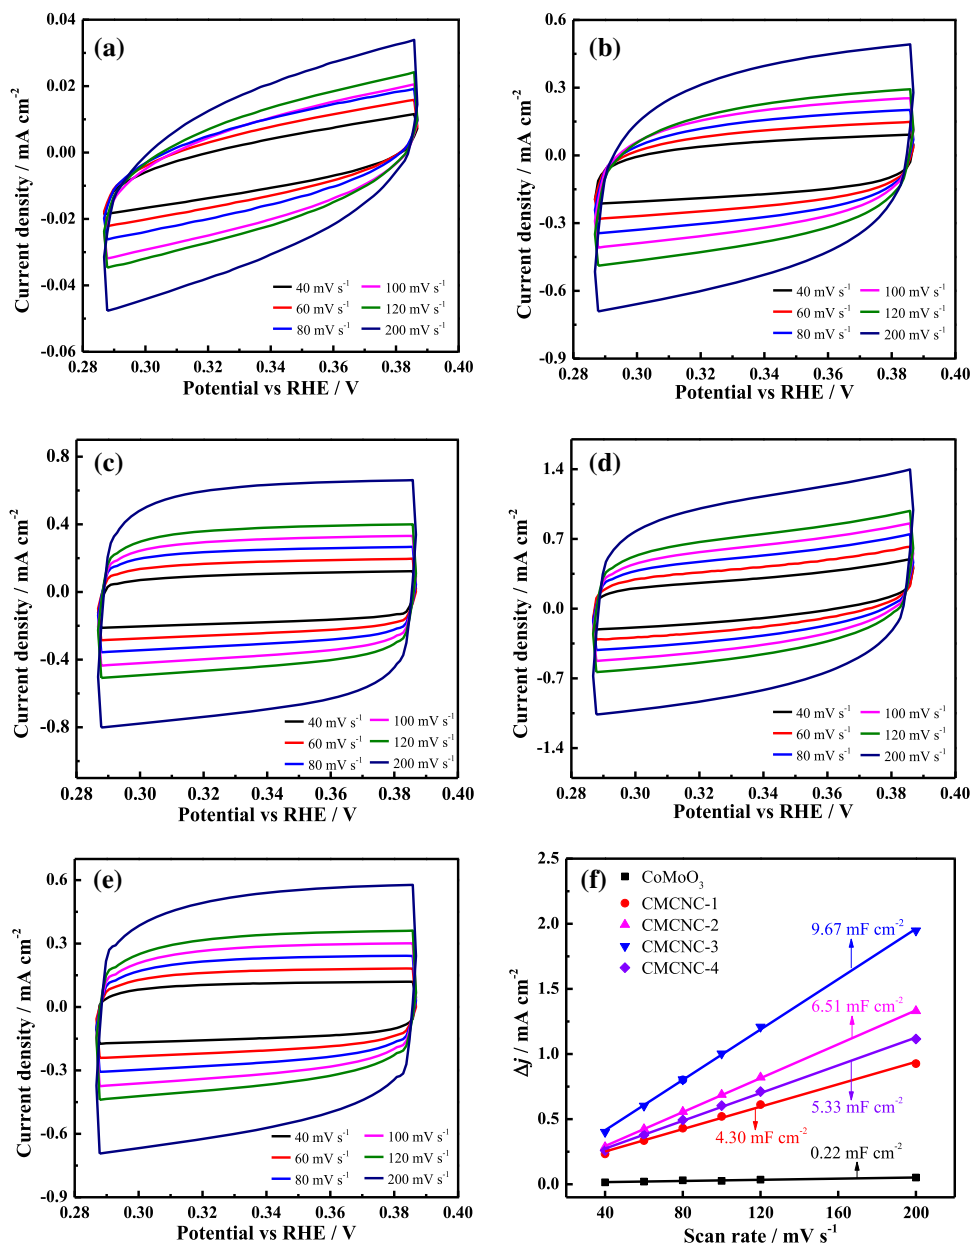 (a)
0.04
0.02
0.00
-0.02
-0.04
-0.06
Current density / mA cm⁻²
40 mV s⁻¹ 100 mV s⁻¹
60 mV s⁻¹ 120 mV s⁻¹
80 mV s⁻¹ 200 mV s⁻¹
0.28 0.30 0.32 0.34 0.36 0.38 0.40
Potential vs RHE / V
(b)
0.6
0.3
0.0
-0.3
-0.6
-0.9
Current density / mA cm⁻²
40 mV s⁻¹ 100 mV s⁻¹
60 mV s⁻¹ 120 mV s⁻¹
80 mV s⁻¹ 200 mV s⁻¹
0.28 0.30 0.32 0.34 0.36 0.38 0.40
Potential vs RHE / V
(c)
0.8
0.4
0.0
-0.4
-0.8
Current density / mA cm⁻²
40 mV s⁻¹ 100 mV s⁻¹
60 mV s⁻¹ 120 mV s⁻¹
80 mV s⁻¹ 200 mV s⁻¹
0.28 0.30 0.32 0.34 0.36 0.38 0.40
Potential vs RHE / V
(d)
1.4
0.7
0.0
-0.7
-1.4
Current density / mA cm⁻²
40 mV s⁻¹ 100 mV s⁻¹
60 mV s⁻¹ 120 mV s⁻¹
80 mV s⁻¹ 200 mV s⁻¹
0.28 0.30 0.32 0.34 0.36 0.38 0.40
Potential vs RHE / V
(e)
0.6
0.3
0.0
-0.3
-0.6
-0.9
Current density / mA cm⁻²
40 mV s⁻¹ 100 mV s⁻¹
60 mV s⁻¹ 120 mV s⁻¹
80 mV s⁻¹ 200 mV s⁻¹
0.28 0.30 0.32 0.34 0.36 0.38 0.40
Potential vs RHE / V
(f)
2.5
2.0
1.5
1.0
0.5
0.0
Δj / mA cm⁻²
CoMoO₃
CMCNC-1
CMCNC-2
CMCNC-3
CMCNC-4
9.67 mF cm⁻²
6.51 mF cm⁻²
5.33 mF cm⁻²
4.30 mF cm⁻²
0.22 mF cm⁻²
40 80 120 160 200
Scan rate / mV s⁻¹